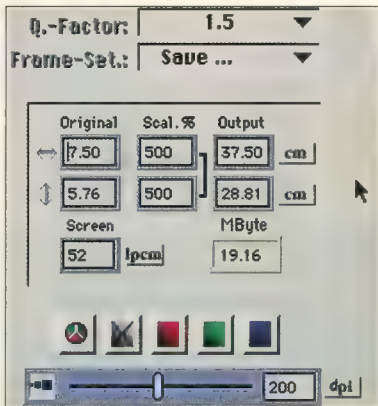 Q.-Factor: 1.5
Frame-Set.: Save ...
Original Scal.% Output
7.50 500 37.50 cm
5.76 500 28.81 cm
Screen MByte
52 lpcm 19.16
200 dpi